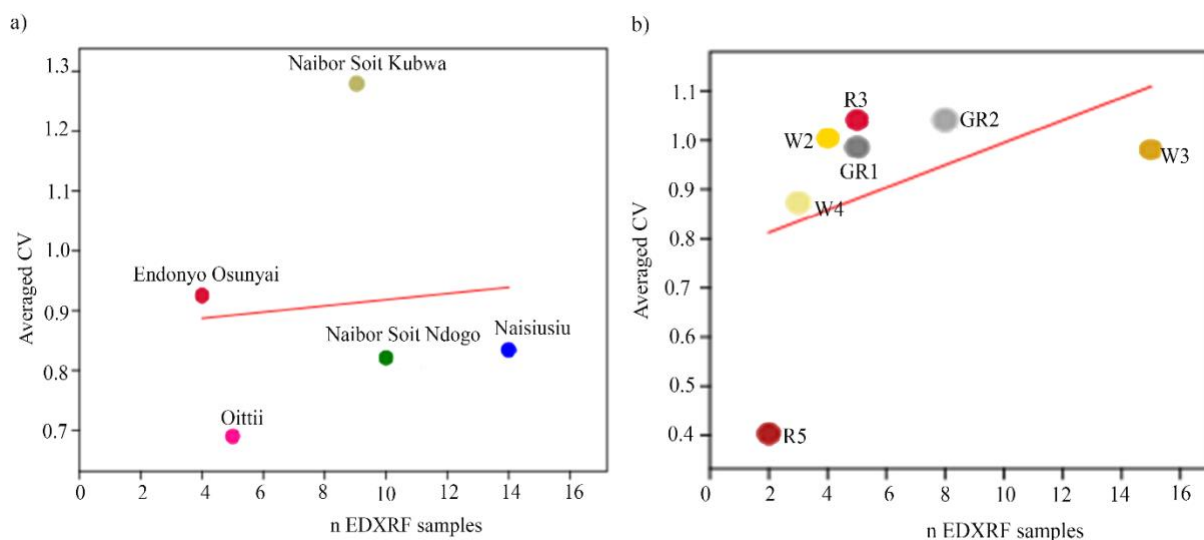 a)
1.3
1.2
1.1
1.0
0.9
0.8
0.7
Averaged CV
Naibor Soit Kubwa
Endonyo Osunyai
Naibor Soit Ndogo
Naisiusiu
Oittii
0 2 4 6 8 10 12 14 16
n EDXRF samples
b)
1.1
1.0
0.9
0.8
0.7
0.6
0.5
0.4
Averaged CV
R3
GR2
W2
GR1
W3
W4
R5
0 2 4 6 8 10 12 14 16
n EDXRF samples